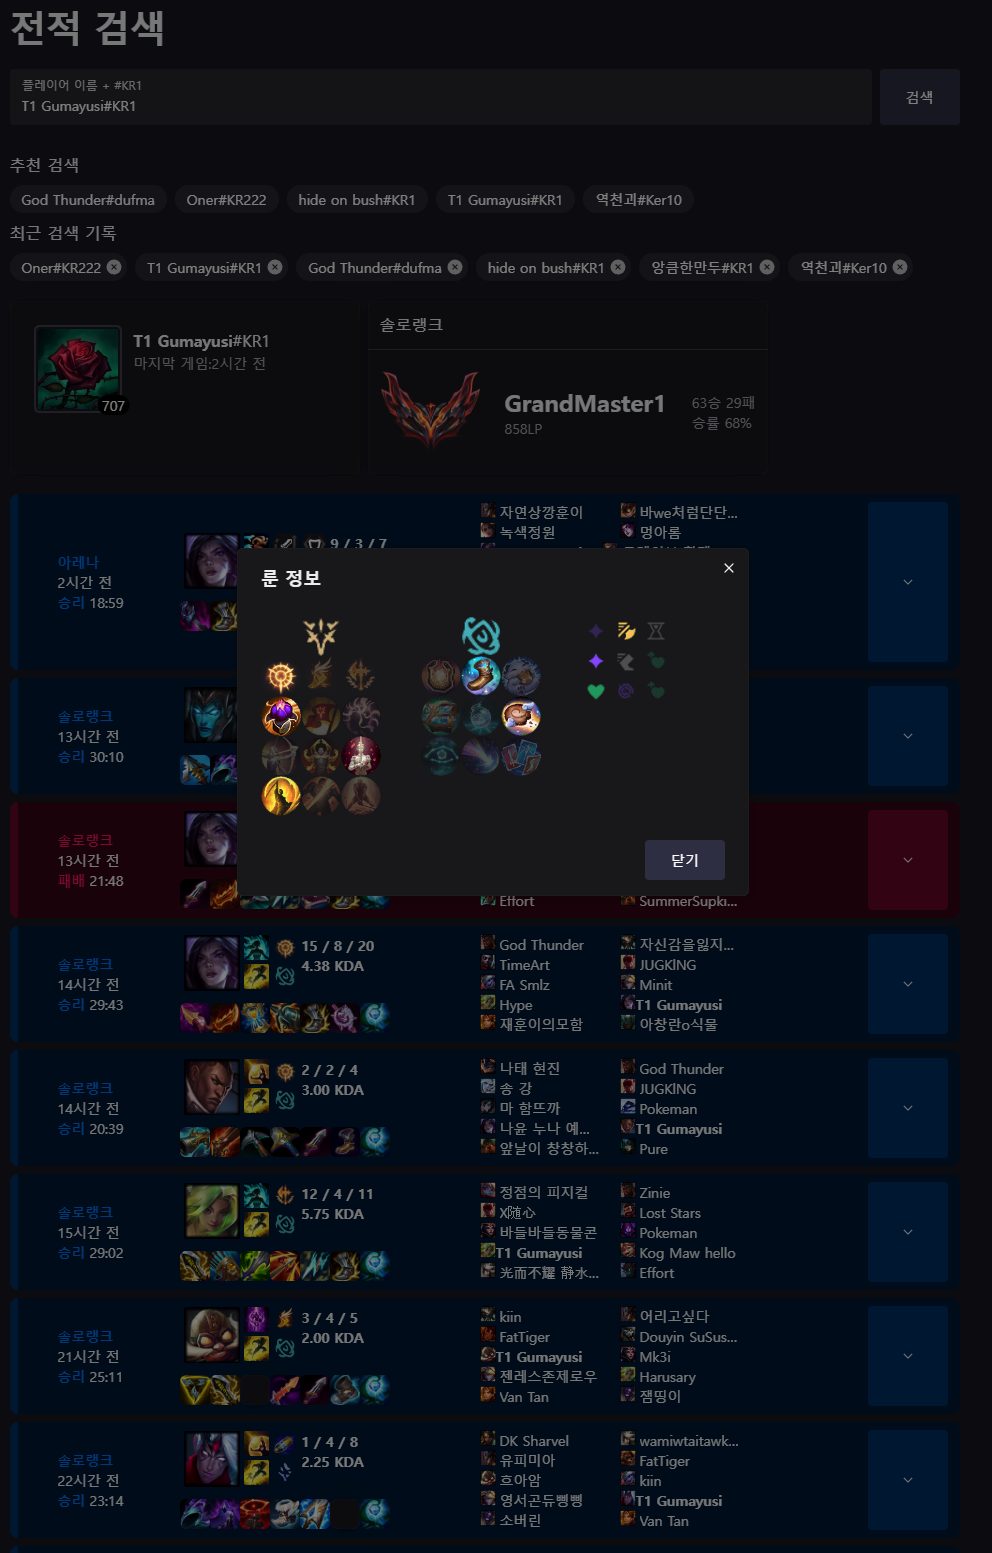 전적 검색
플레이어 이름 + #KR1
T1 Gumayusi#KR1
검색
추천 검색
God Thunder#dufma
Oner#KR222
hide on bush#KR1
T1 Gumayusi#KR1
역천괴#Ker10
최근 검색 기록
Oner#KR222
T1 Gumayusi#KR1
God Thunder#dufma
hide on bush#KR1
앙큼한만두#KR1
역천괴#Ker10
T1 Gumayusi#KR1
마지막 게임:2시간 전
707
솔로랭크
GrandMaster1
858LP
63승 29패
승률 68%
아레나
2시간 전
승리 18:59
9 / 3 / 7
자연상깡훈이
녹색정원
바we처럼단단...
멍아롬
룬 정보
닫기
솔로랭크
13시간 전
승리 30:10
솔로랭크
13시간 전
패배 21:48
Effort
SummerSupki...
솔로랭크
14시간 전
승리 29:43
15 / 8 / 20
4.38 KDA
God Thunder
TimeArt
FA Smlz
Hype
재훈이의모함
자신감을잃지...
JUGKlNG
Minit
T1 Gumayusi
아창란o식물
솔로랭크
14시간 전
승리 20:39
2 / 2 / 4
3.00 KDA
나태 현진
송 강
마 함뜨까
나윤 누나 예...
앞날이 창창하...
God Thunder
JUGKlNG
Pokeman
T1 Gumayusi
Pure
솔로랭크
15시간 전
승리 29:02
12 / 4 / 11
5.75 KDA
정점의 피지컬
X随心
바들바들동물콘
T1 Gumayusi
光而不耀 静水...
Zinie
Lost Stars
Pokeman
Kog Maw hello
Effort
솔로랭크
21시간 전
승리 25:11
3 / 4 / 5
2.00 KDA
kiin
FatTiger
T1 Gumayusi
젠레스존제로우
Van Tan
어리고싶다
Douyin SuSus...
Mk3i
Harusary
잼띵이
솔로랭크
22시간 전
승리 23:14
1 / 4 / 8
2.25 KDA
DK Sharvel
유피미아
흐아암
영서곤듀삥삥
소버린
wamiwtaitawk...
FatTiger
kiin
T1 Gumayusi
Van Tan